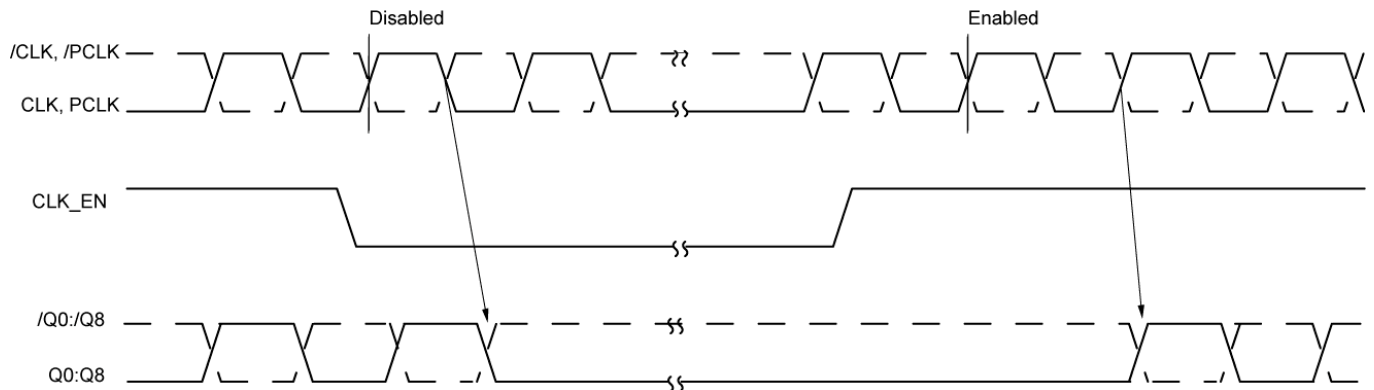 Disabled
Enabled
/CLK, /PCLK
CLK, PCLK
CLK_EN
/Q0:/Q8
Q0:Q8